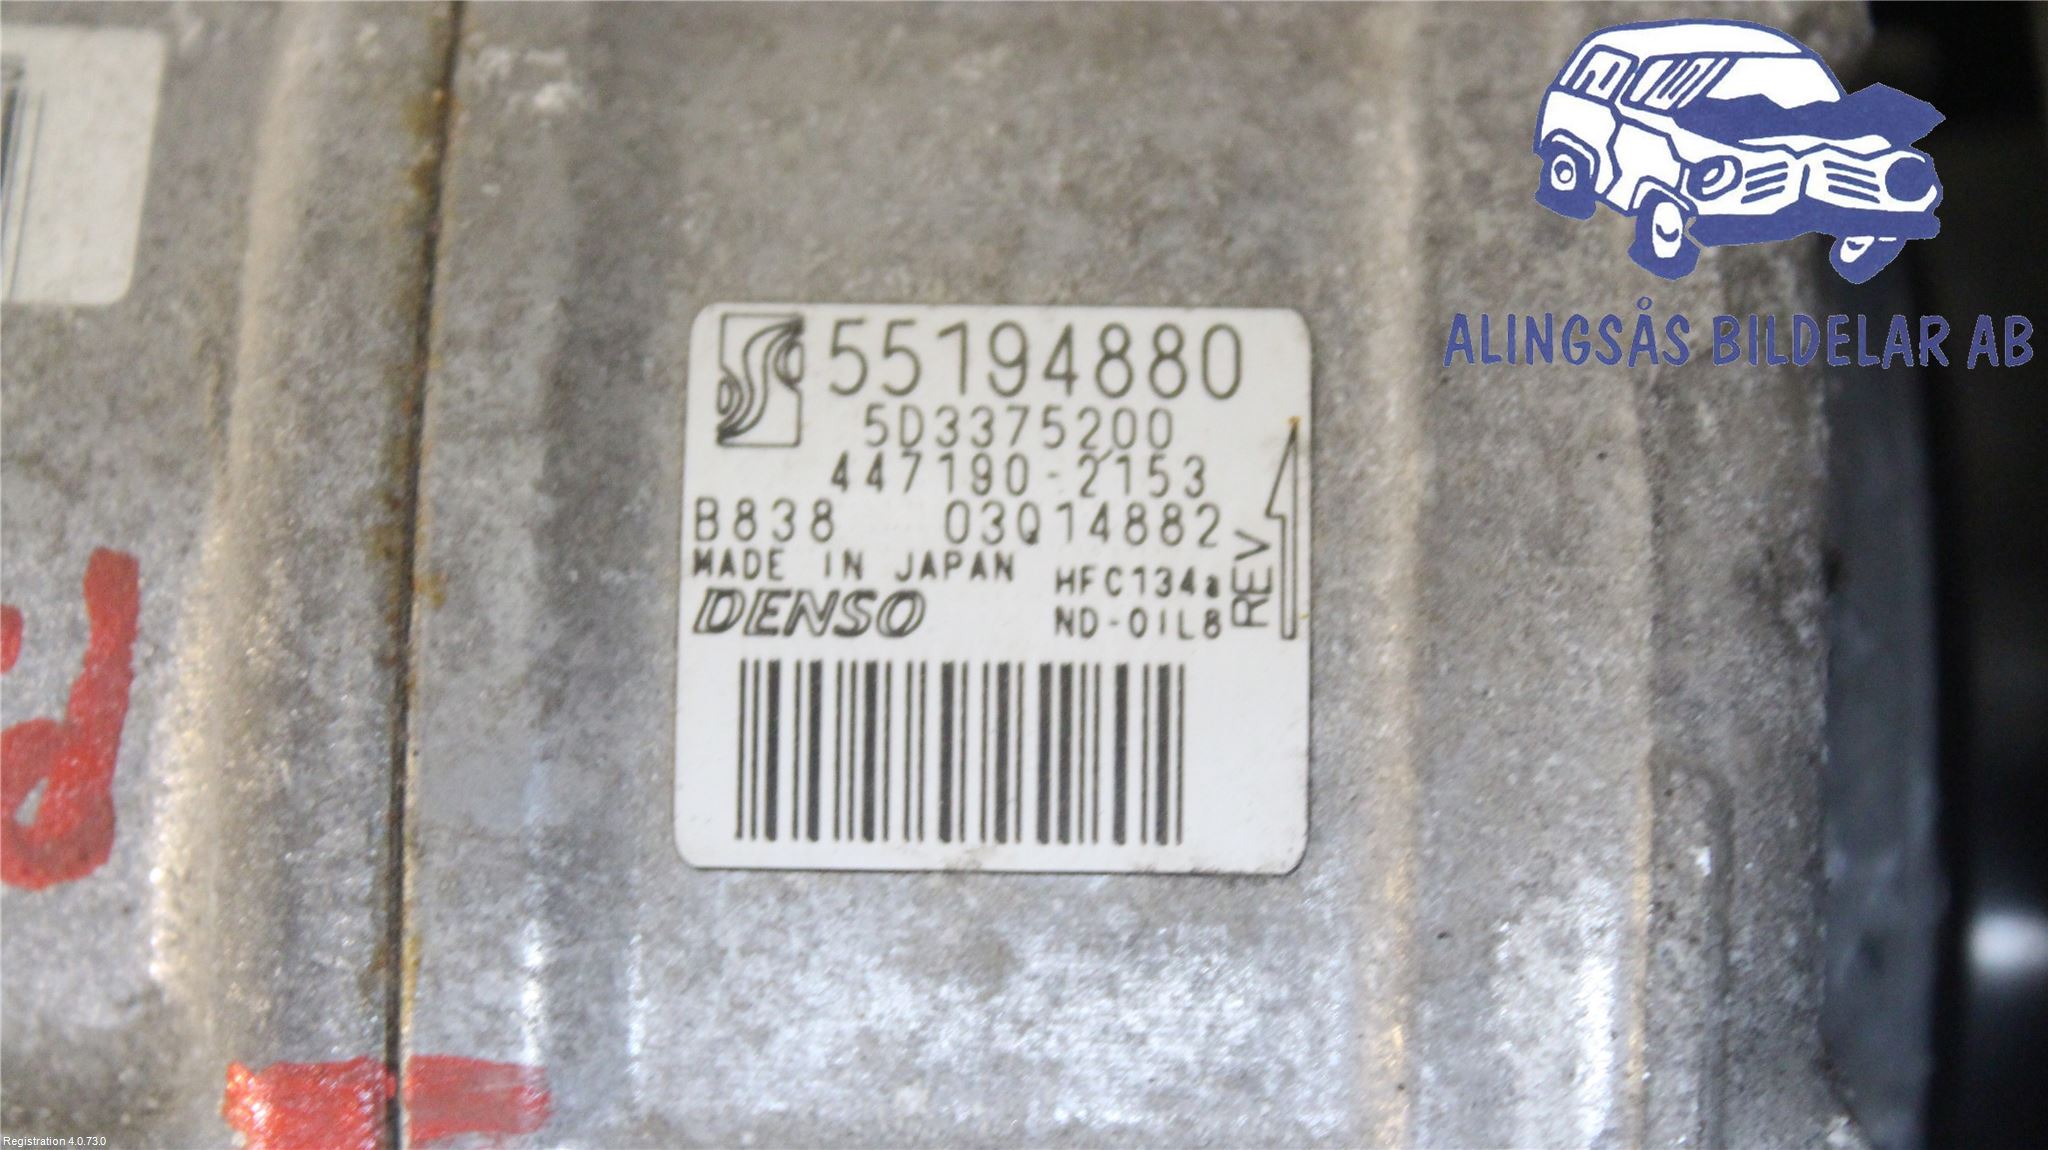 ALINGSÅS BILDELAR AB
55194880
5D3375200
447190-2153
B838 03Q14882
MADE IN JAPAN HFC134a
DENSO ND-OIL8
REV
Registration 4.0.73.0